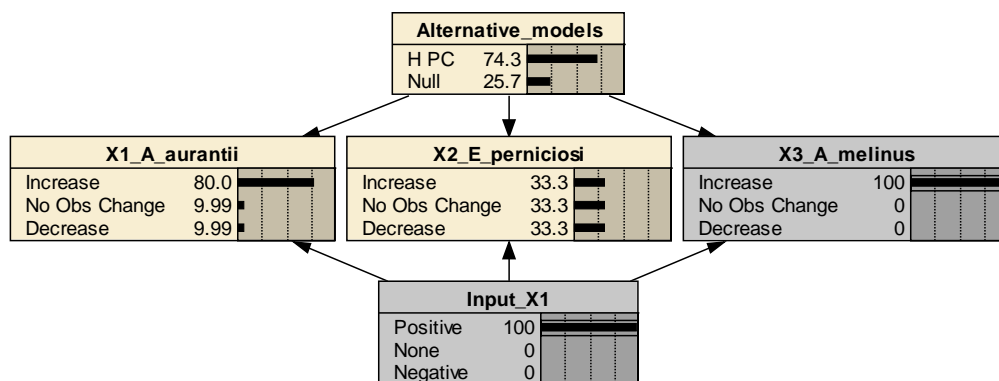 Alternative_models
H PC 74.3
Null 25.7
X1_A_aurantii
Increase 80.0
No Obs Change 9.99
Decrease 9.99
X2_E_perniciosi
Increase 33.3
No Obs Change 33.3
Decrease 33.3
X3_A_melinus
Increase 100
No Obs Change 0
Decrease 0
Input_X1
Positive 100
None 0
Negative 0